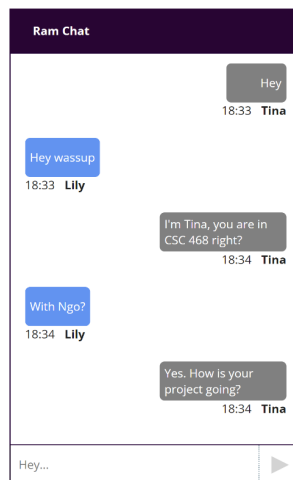 Ram Chat
Hey
18:33 Tina
Hey wassup
18:33 Lily
I'm Tina, you are in
CSC 468 right?
18:34 Tina
With Ngo?
18:34 Lily
Yes. How is your
project going?
18:34 Tina
Hey...